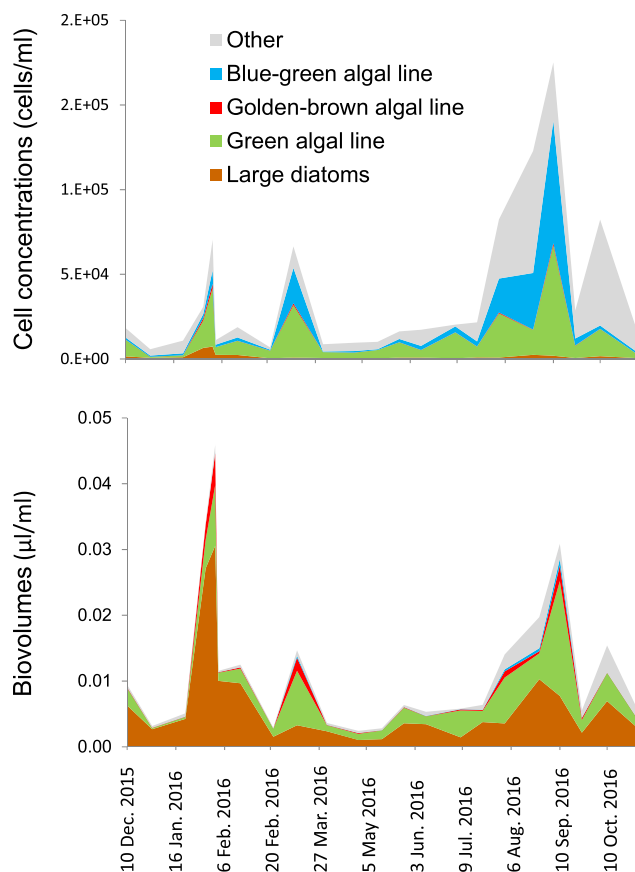 2.E+05
Other
Blue-green algal line
2.E+05
Golden-brown algal line
Green algal line
1.E+05
Large diatoms
5.E+04
0.E+00
Cell concentrations (cells/ml)
0.05
0.04
0.03
0.02
0.01
0.00
Biovolumes (µl/ml)
10 Dec. 2015
16 Jan. 2016
6 Feb. 2016
20 Feb. 2016
27 Mar. 2016
5 May 2016
3 Jun. 2016
9 Jul. 2016
6 Aug. 2016
10 Sep. 2016
10 Oct. 2016